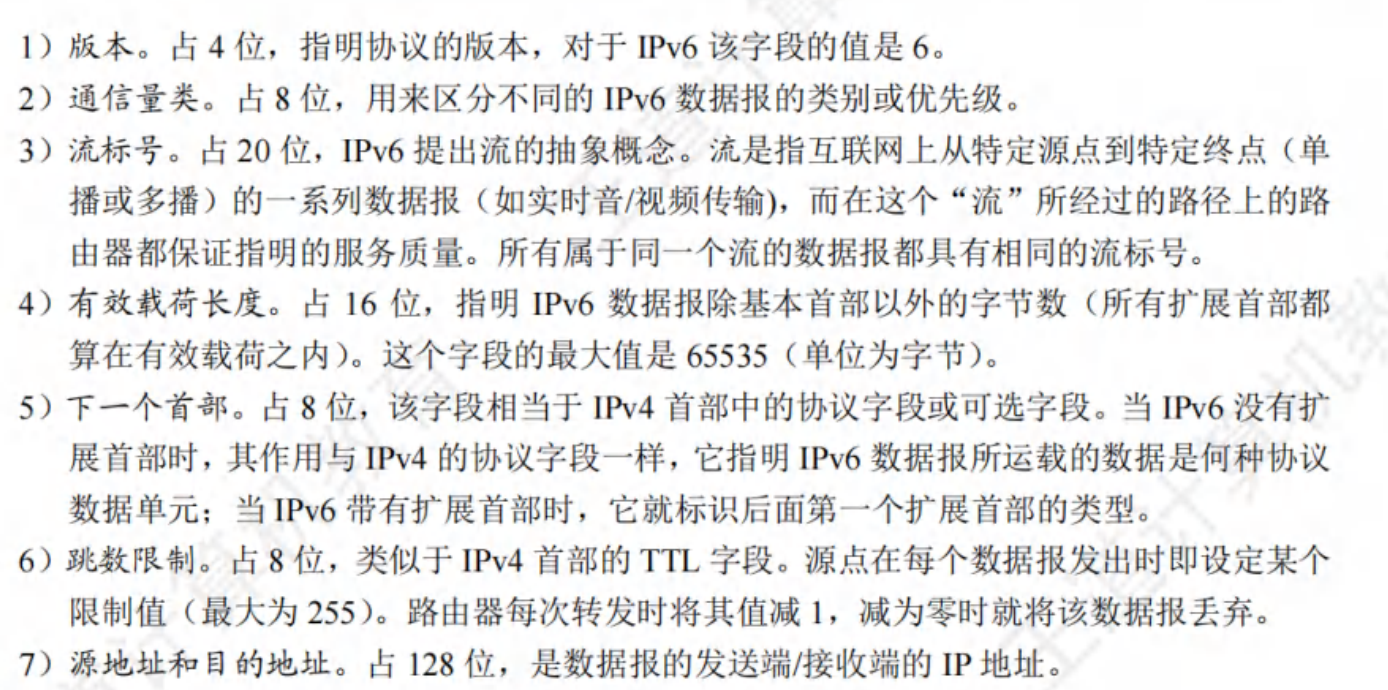 1）版本。占 4 位，指明协议的版本，对于 IPv6 该字段的值是 6。
2）通信量类。占 8 位，用来区分不同的 IPv6 数据报的类别或优先级。
3）流标号。占 20 位，IPv6 提出流的抽象概念。流是指互联网上从特定源点到特定终点（单
播或多播）的一系列数据报（如实时音/视频传输)，而在这个“流”所经过的路径上的路
由器都保证指明的服务质量。所有属于同一个流的数据报都具有相同的流标号。
4）有效载荷长度。占 16 位，指明 IPv6 数据报除基本首部以外的字节数（所有扩展首部都
算在有效载荷之内）。这个字段的最大值是 65535（单位为字节）。
5）下一个首部。占 8 位，该字段相当于 IPv4 首部中的协议字段或可选字段。当 IPv6 没有扩
展首部时，其作用与 IPv4 的协议字段一样，它指明 IPv6 数据报所运载的数据是何种协议
数据单元；当 IPv6 带有扩展首部时，它就标识后面第一个扩展首部的类型。
6）跳数限制。占 8 位，类似于 IPv4 首部的 TTL 字段。源点在每个数据报发出时即设定某个
限制值（最大为 255）。路由器每次转发时将其值减 1，减为零时就将该数据报丢弃。
7）源地址和目的地址。占 128 位，是数据报的发送端/接收端的 IP 地址。